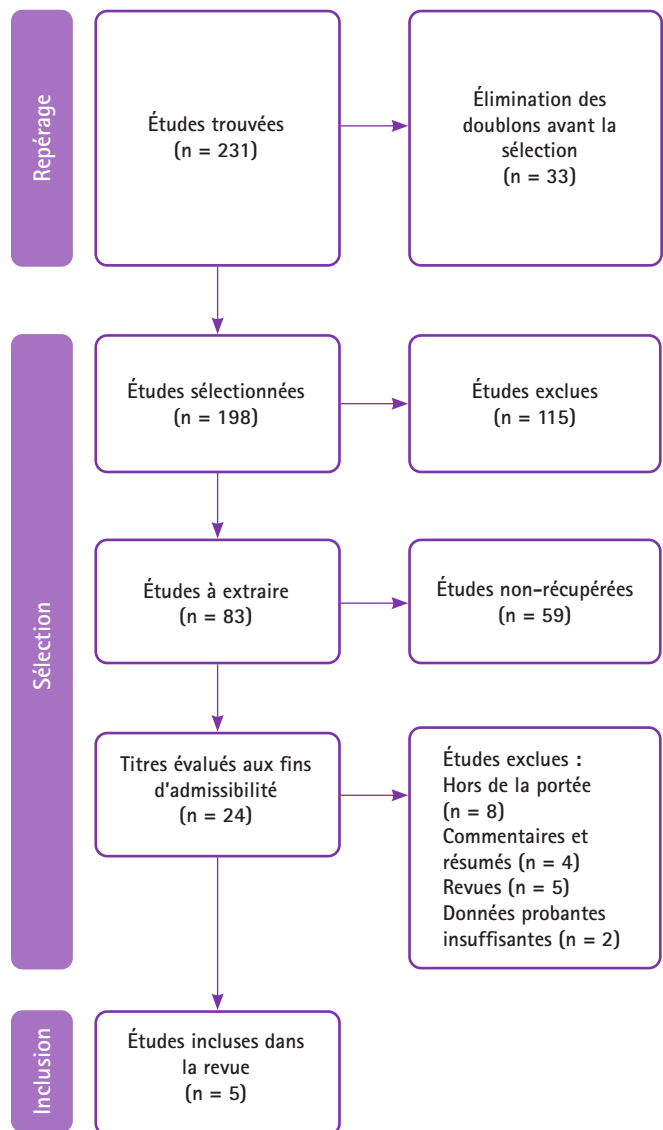 Repérage
Études trouvées
(n = 231)
Élimination des
doublons avant la
sélection
(n = 33)
Sélection
Études sélectionnées
(n = 198)
Études exclues
(n = 115)
Études à extraire
(n = 83)
Études non-récupérées
(n = 59)
Titres évalués aux fins
d'admissibilité
(n = 24)
Études exclues :
Hors de la portée
(n = 8)
Commentaires et
résumés (n = 4)
Revues (n = 5)
Données probantes
insuffisantes (n = 2)
Inclusion
Études incluses dans
la revue
(n = 5)